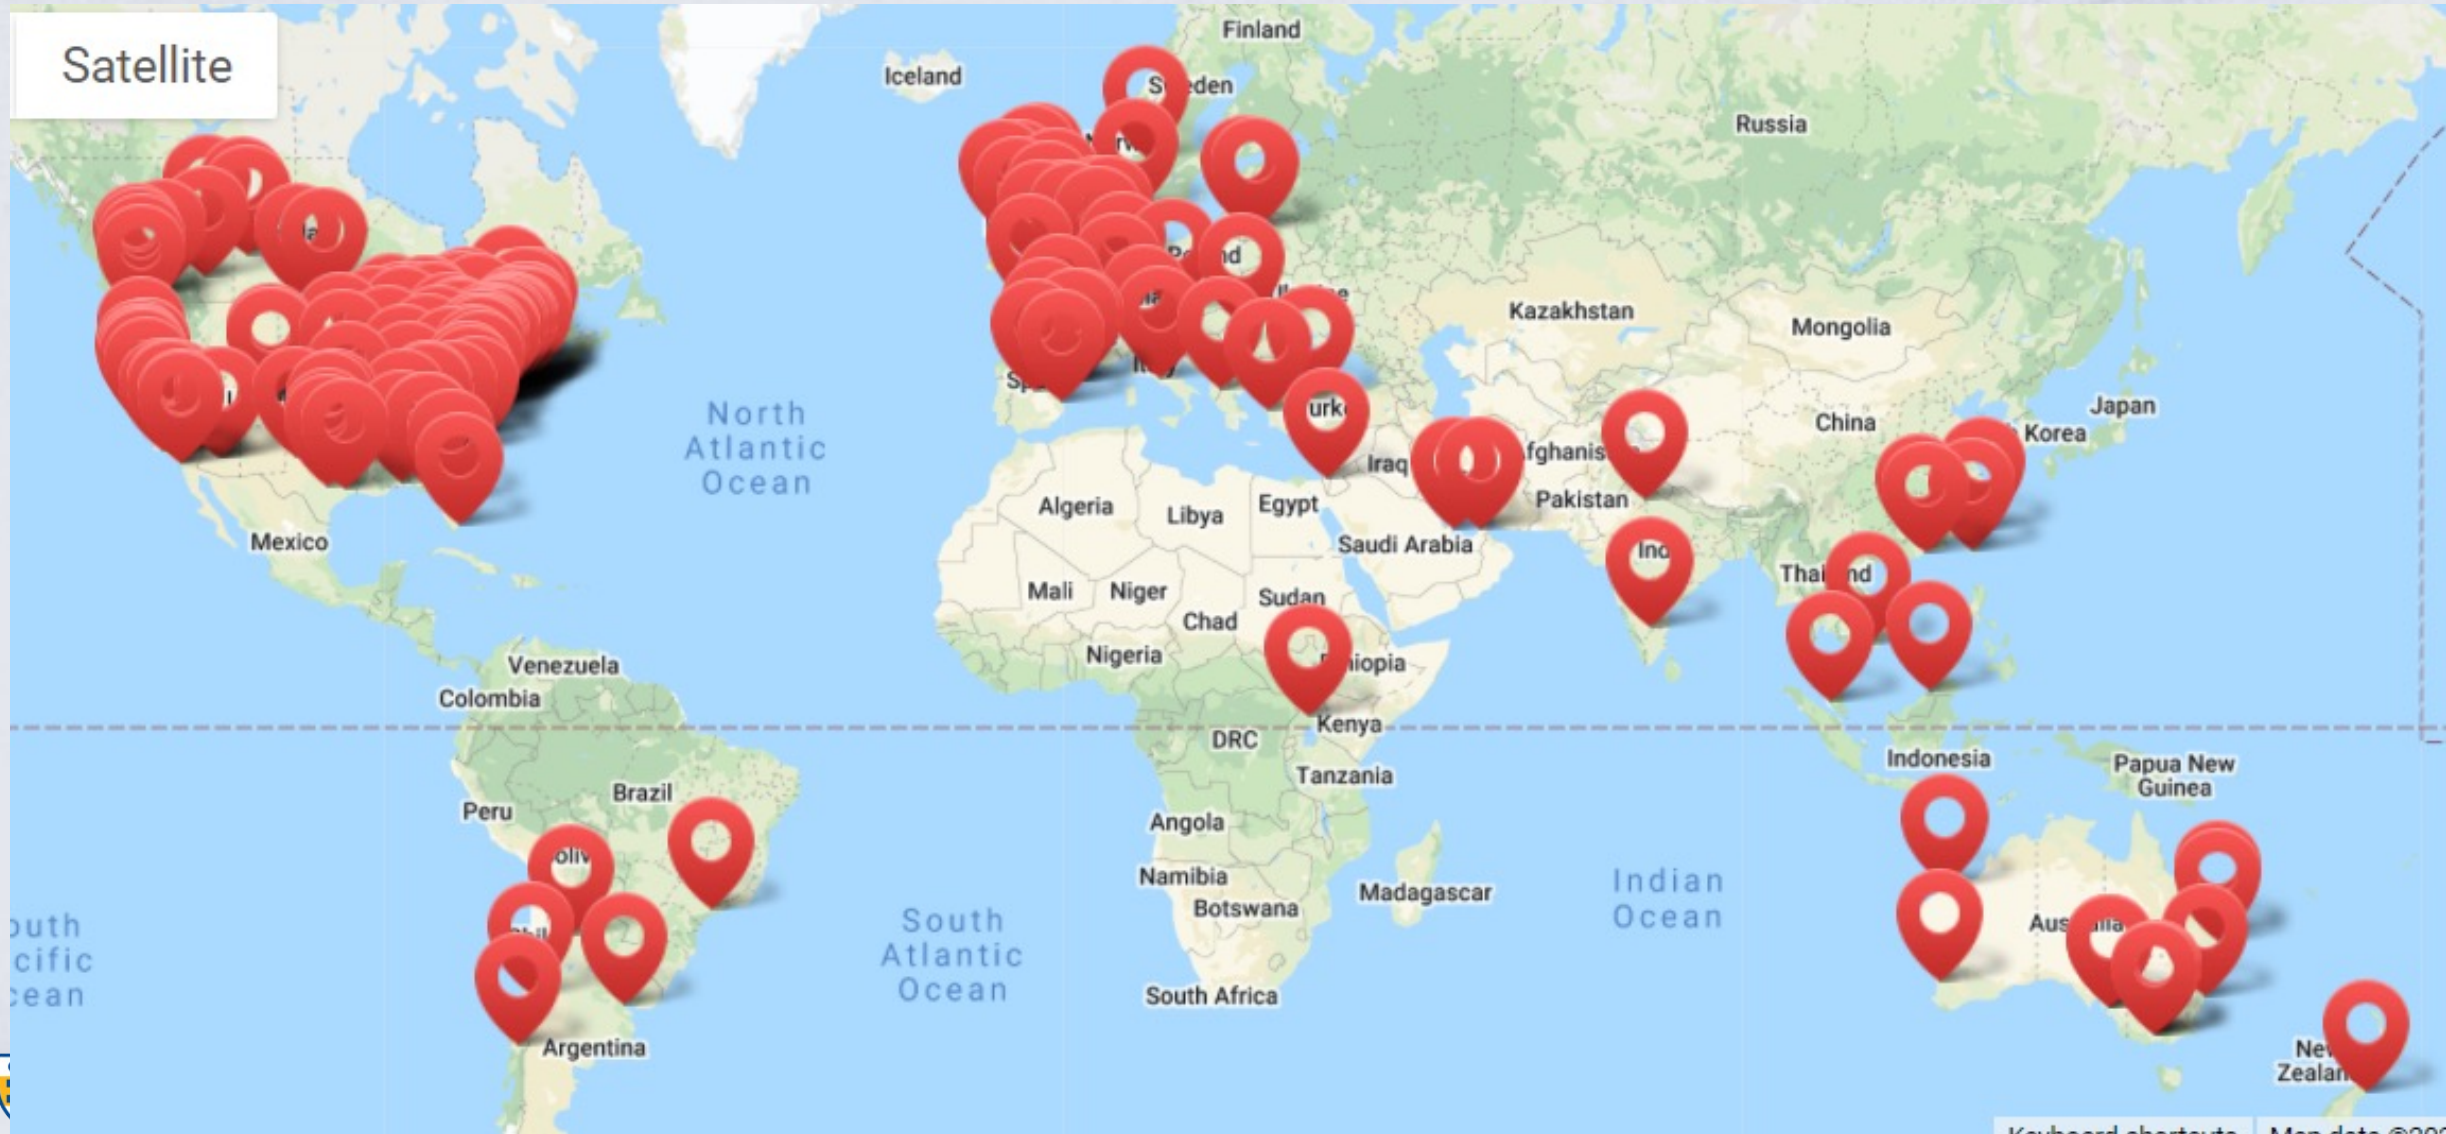 Satellite
Finland
Iceland
Russia
Kazakhstan
Mongolia
North
Atlantic
Ocean
Japan
China
Korea
Iraq
Pakistan
Algeria
Libya
Egypt
Saudi Arabia
Mexico
Mali
Niger
Sudan
Chad
Nigeria
Venezuela
Colombia
Kenya
DRC
Indonesia
Papua New
Guinea
Tanzania
Brazil
Peru
Angola
Namibia
Madagascar
Botswana
Indian
Ocean
South
Atlantic
Ocean
South Africa
Argentina